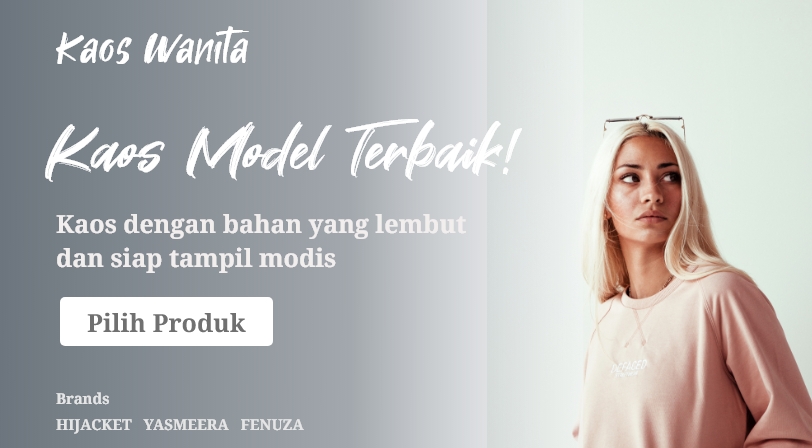 Kaos Wanita
Kaos Model Terbaik!
Kaos dengan bahan yang lembut
dan siap tampil modis
Pilih Produk
Brands
HIJACKET YASMEERA FENUZA